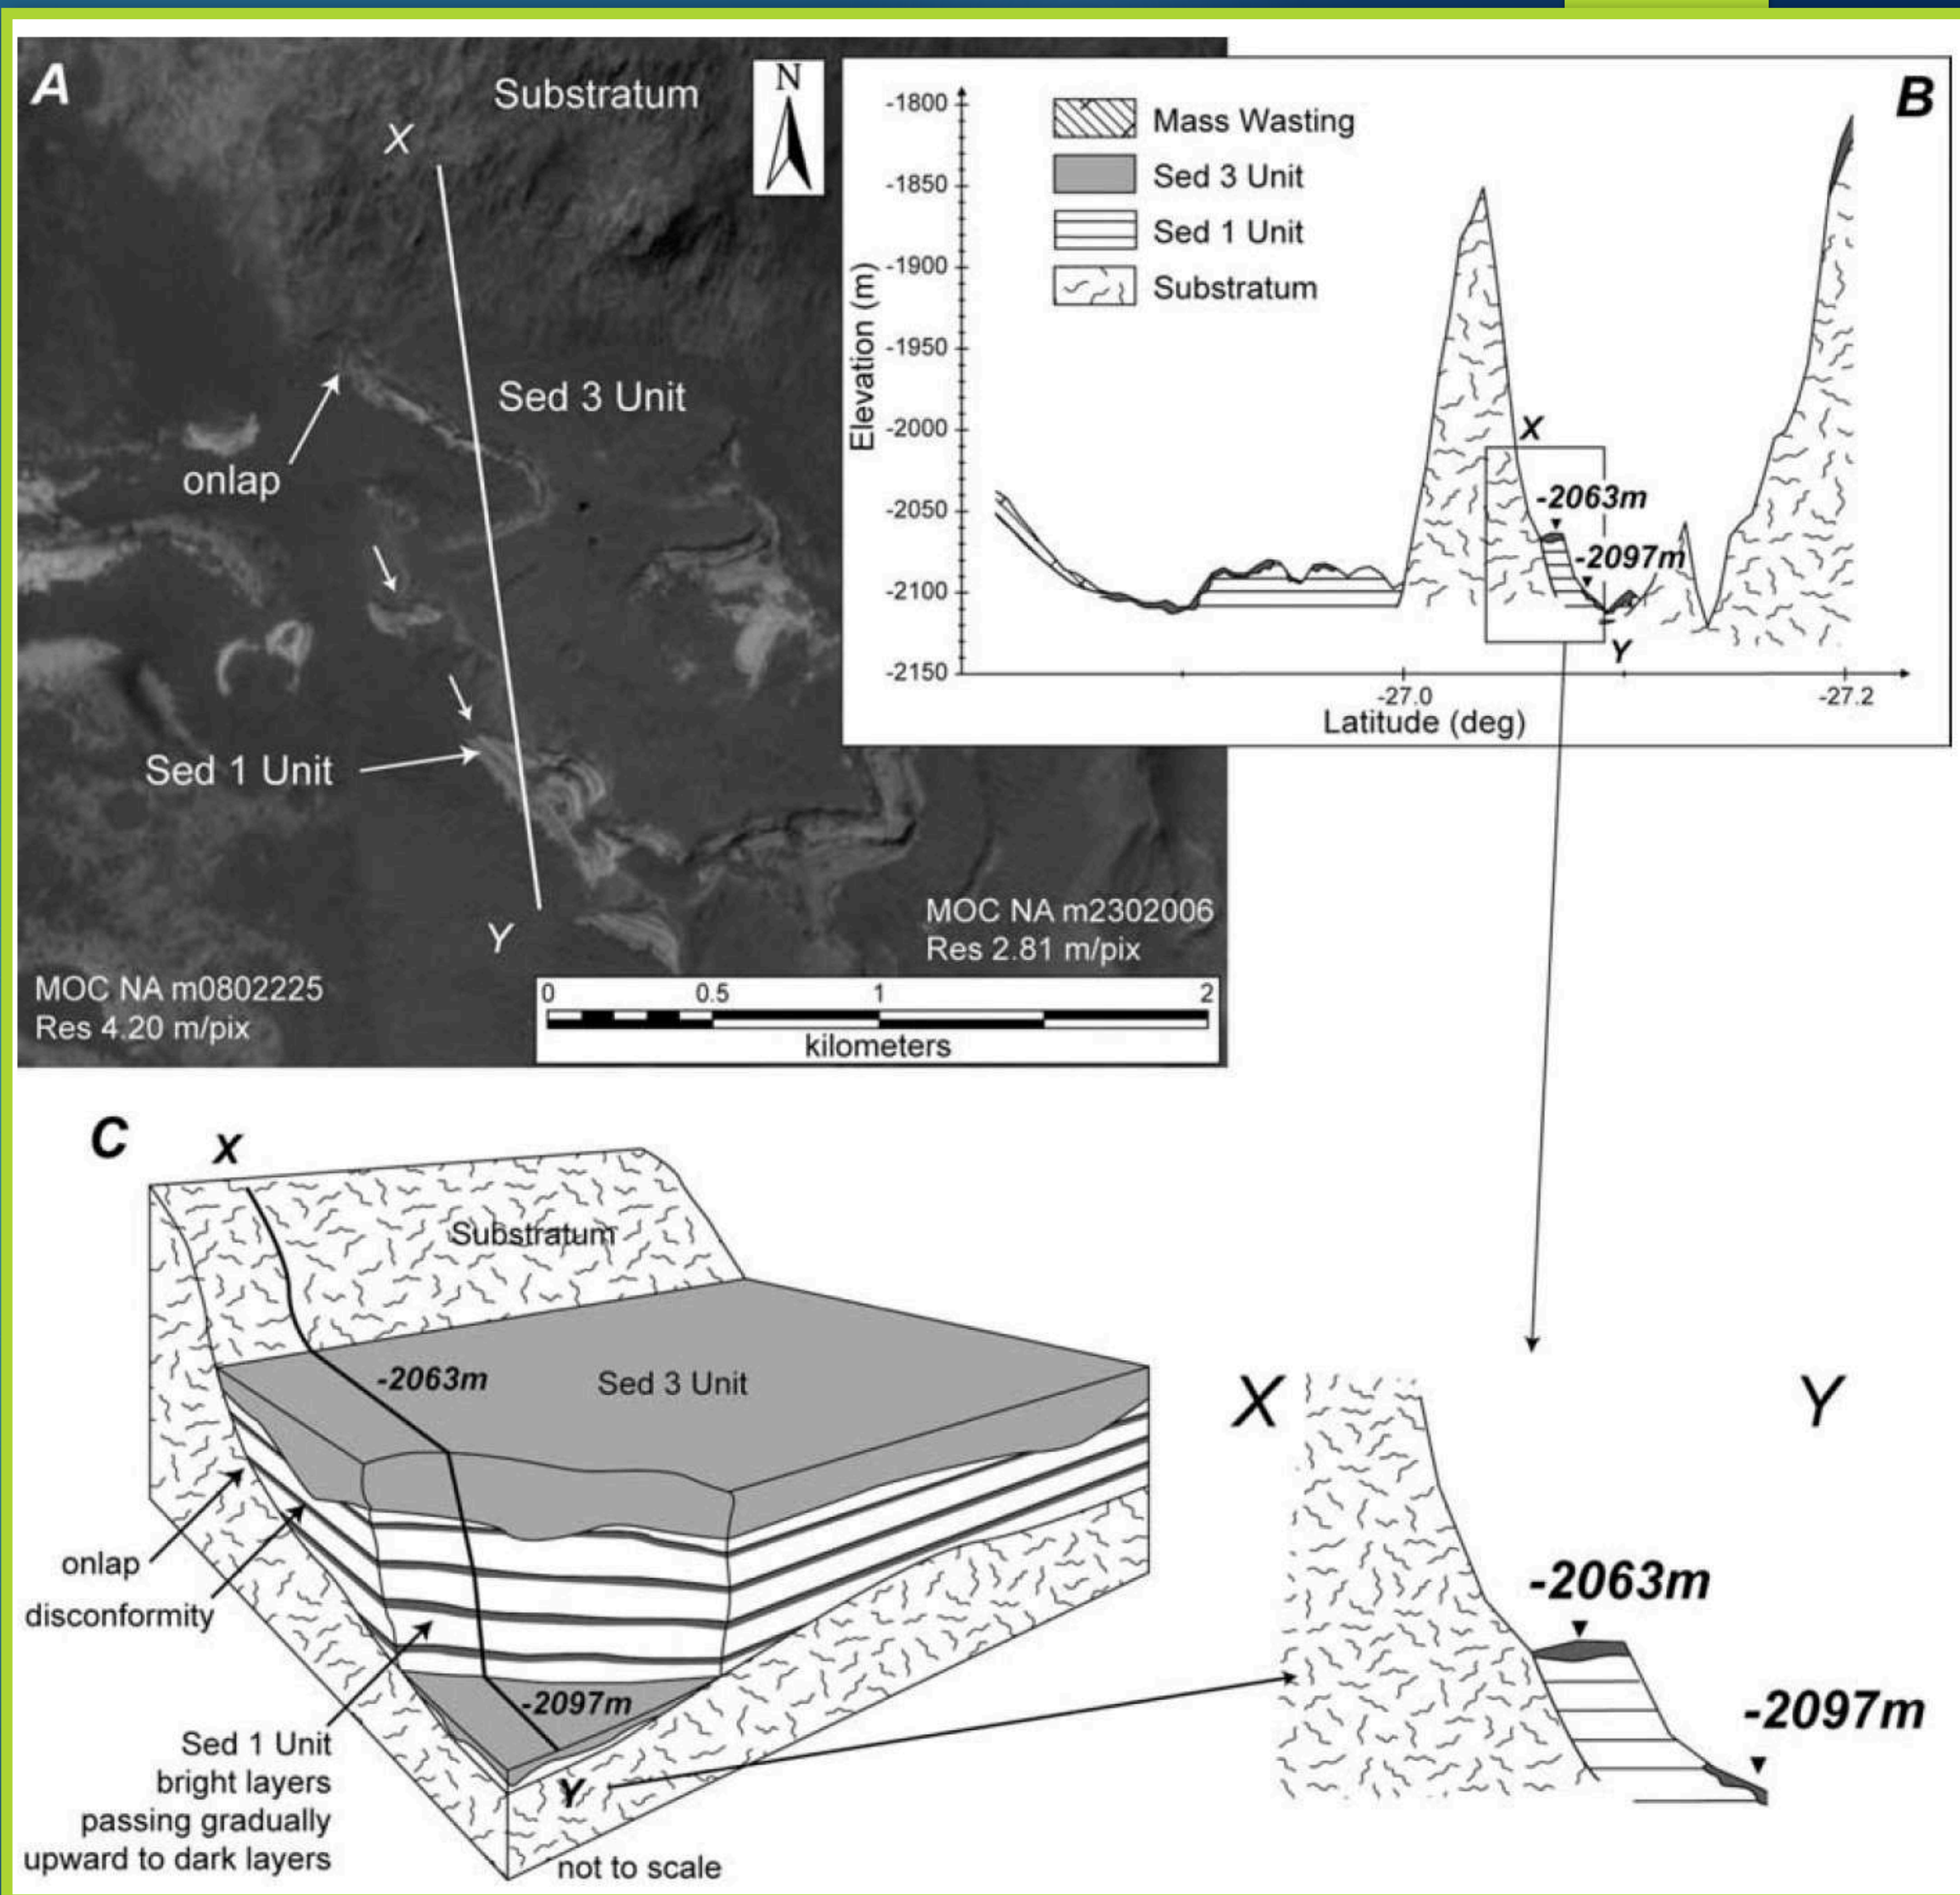 A
Substratum
N
X
Sed 3 Unit
onlap
Sed 1 Unit
Y
MOC NA m0802225
Res 4.20 m/pix
MOC NA m2302006
Res 2.81 m/pix
0 0.5 1 2
kilometers
B
Mass Wasting
Sed 3 Unit
Sed 1 Unit
Substratum
Elevation (m)
-1800
-1850
-1900
-1950
-2000
-2050
-2100
-2150
X
-2063m
-2097m
Y
-27.0
-27.2
Latitude (deg)
C
X
Substratum
-2063m
Sed 3 Unit
onlap
disconformity
-2097m
Sed 1 Unit
bright layers
passing gradually
upward to dark layers
Y
not to scale
X
Y
-2063m
-2097m